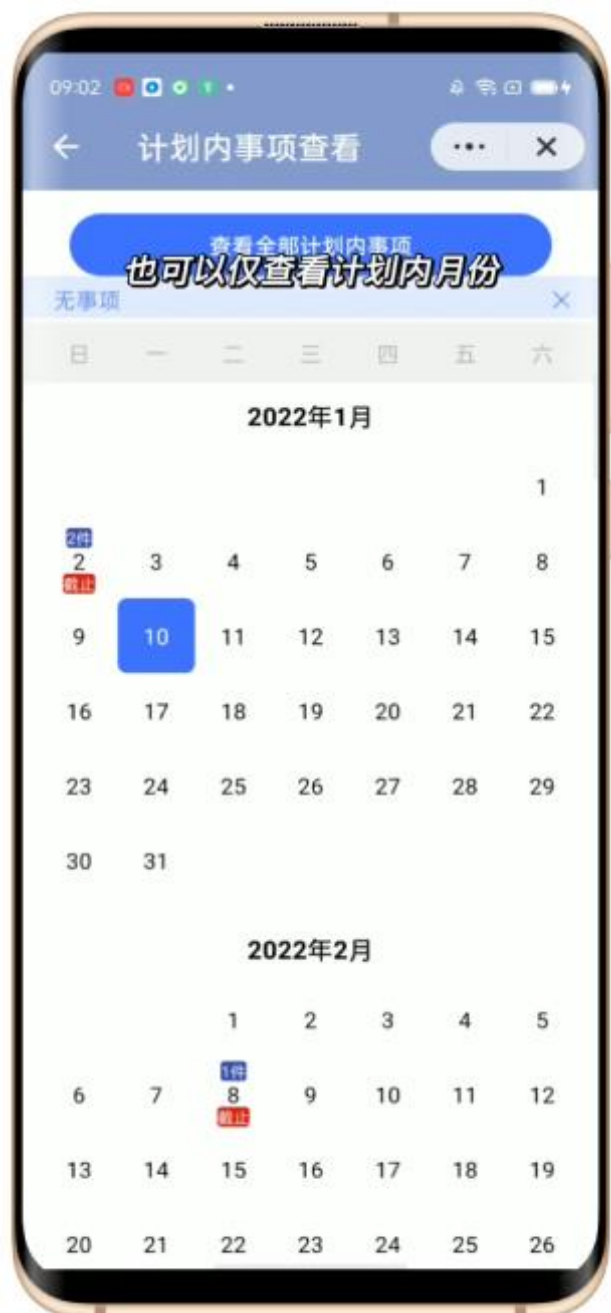 09:02
计划内事项查看
查看全部计划内事项
也可以仅查看计划内月份
无事项
日 一 二 三 四 五 六
2022年1月
1
2件
2 3 4 5 6 7 8
截止
9 10 11 12 13 14 15
16 17 18 19 20 21 22
23 24 25 26 27 28 29
30 31
2022年2月
1 2 3 4 5
1件
6 7 8 9 10 11 12
截止
13 14 15 16 17 18 19
20 21 22 23 24 25 26